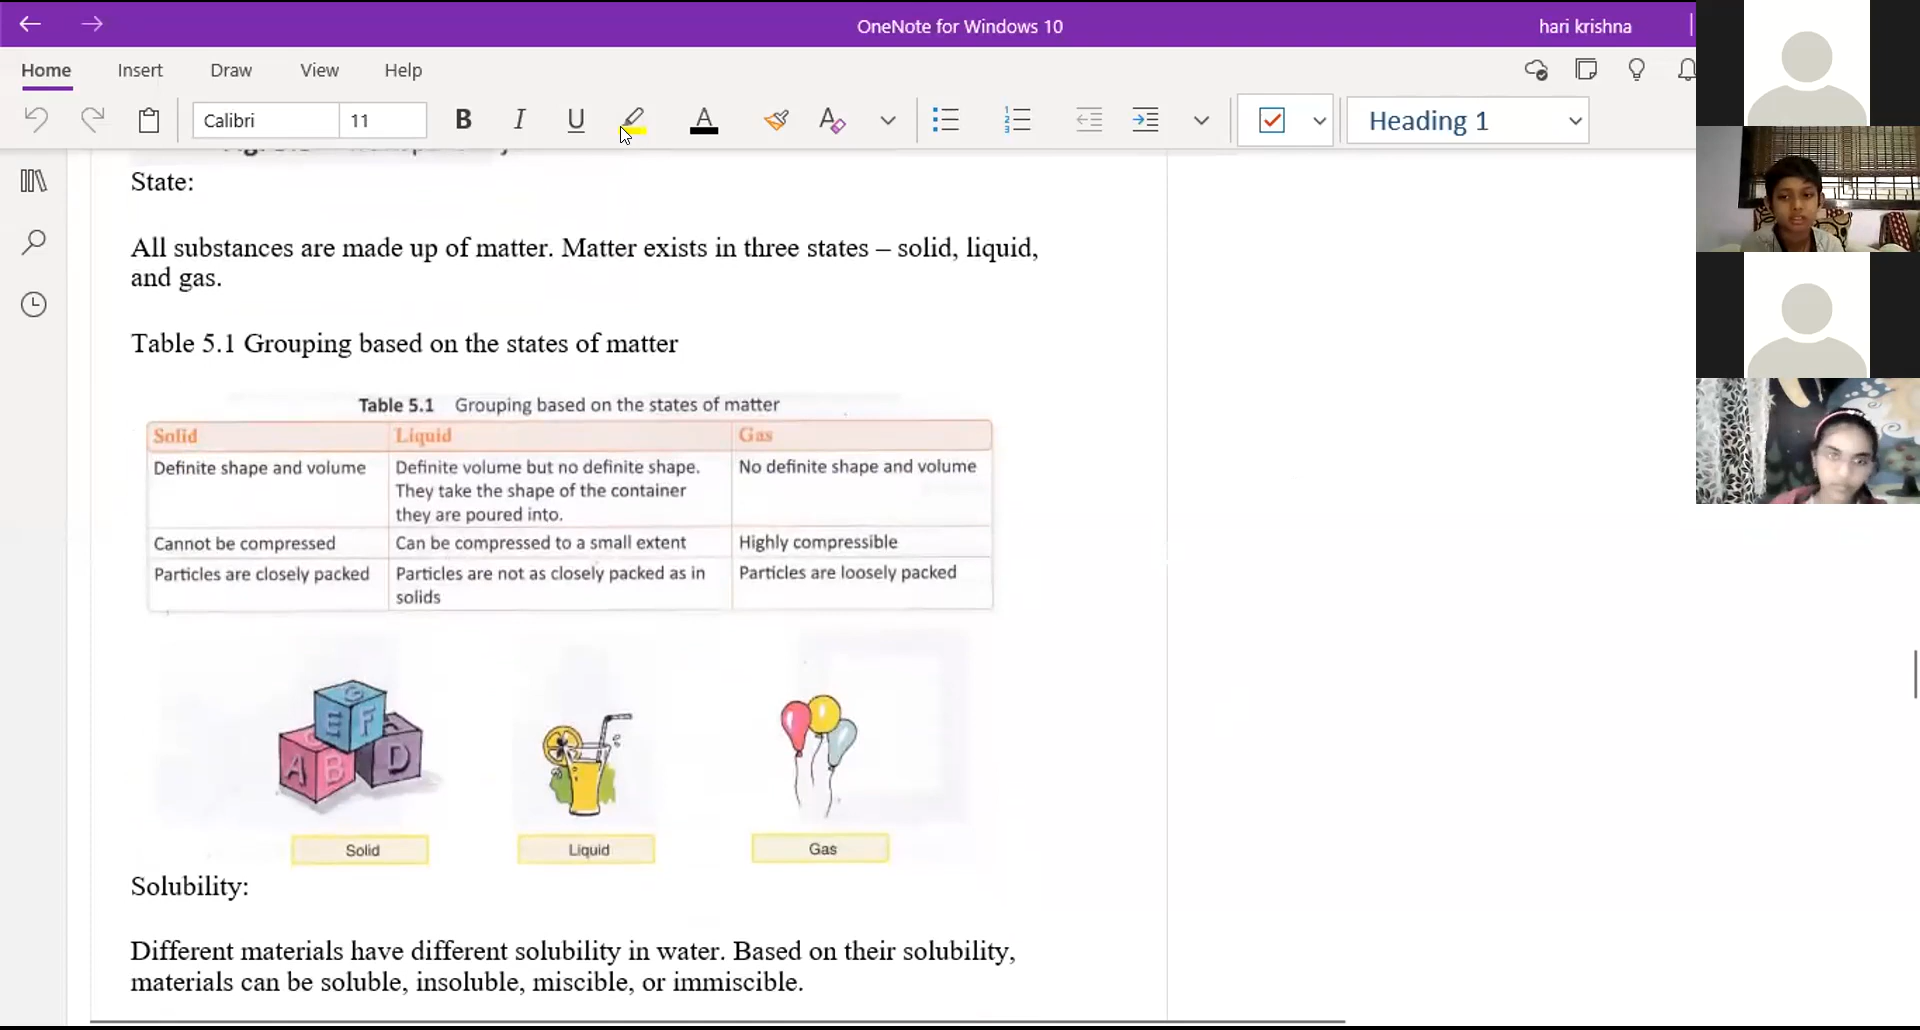 OneNote for Windows 10
hari krishna
Home Insert Draw View Help
Calibri 11 B I U A A Heading 1
State:
All substances are made up of matter. Matter exists in three states – solid, liquid,
and gas.
Table 5.1 Grouping based on the states of matter
Table 5.1 Grouping based on the states of matter
Solid Liquid Gas
Definite shape and volume
Definite volume but no definite shape.
They take the shape of the container
they are poured into.
No definite shape and volume
Cannot be compressed
Can be compressed to a small extent
Highly compressible
Particles are closely packed
Particles are not as closely packed as in
solids
Particles are loosely packed
G
E F
A B D
Solid Liquid Gas
Solubility:
Different materials have different solubility in water. Based on their solubility,
materials can be soluble, insoluble, miscible, or immiscible.